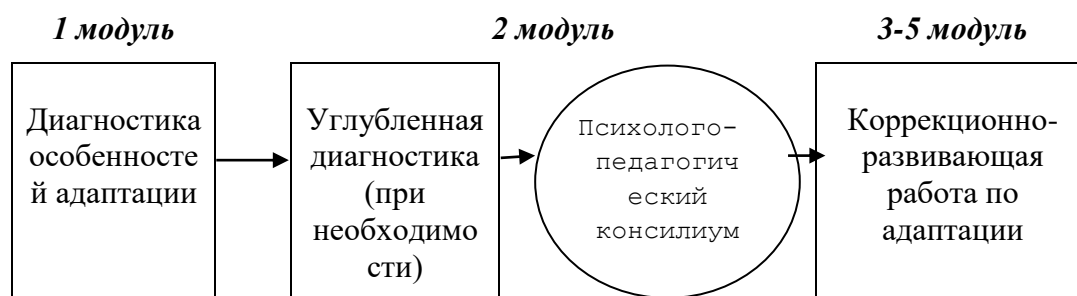 1 модуль
2 модуль
3-5 модуль
Диагностика
особенносте
й адаптации
Углубленная
диагностика
(при
необходимо
сти)
Психолого-
педагогич
еский
консилиум
Коррекционно-
развивающая
работа по
адаптации